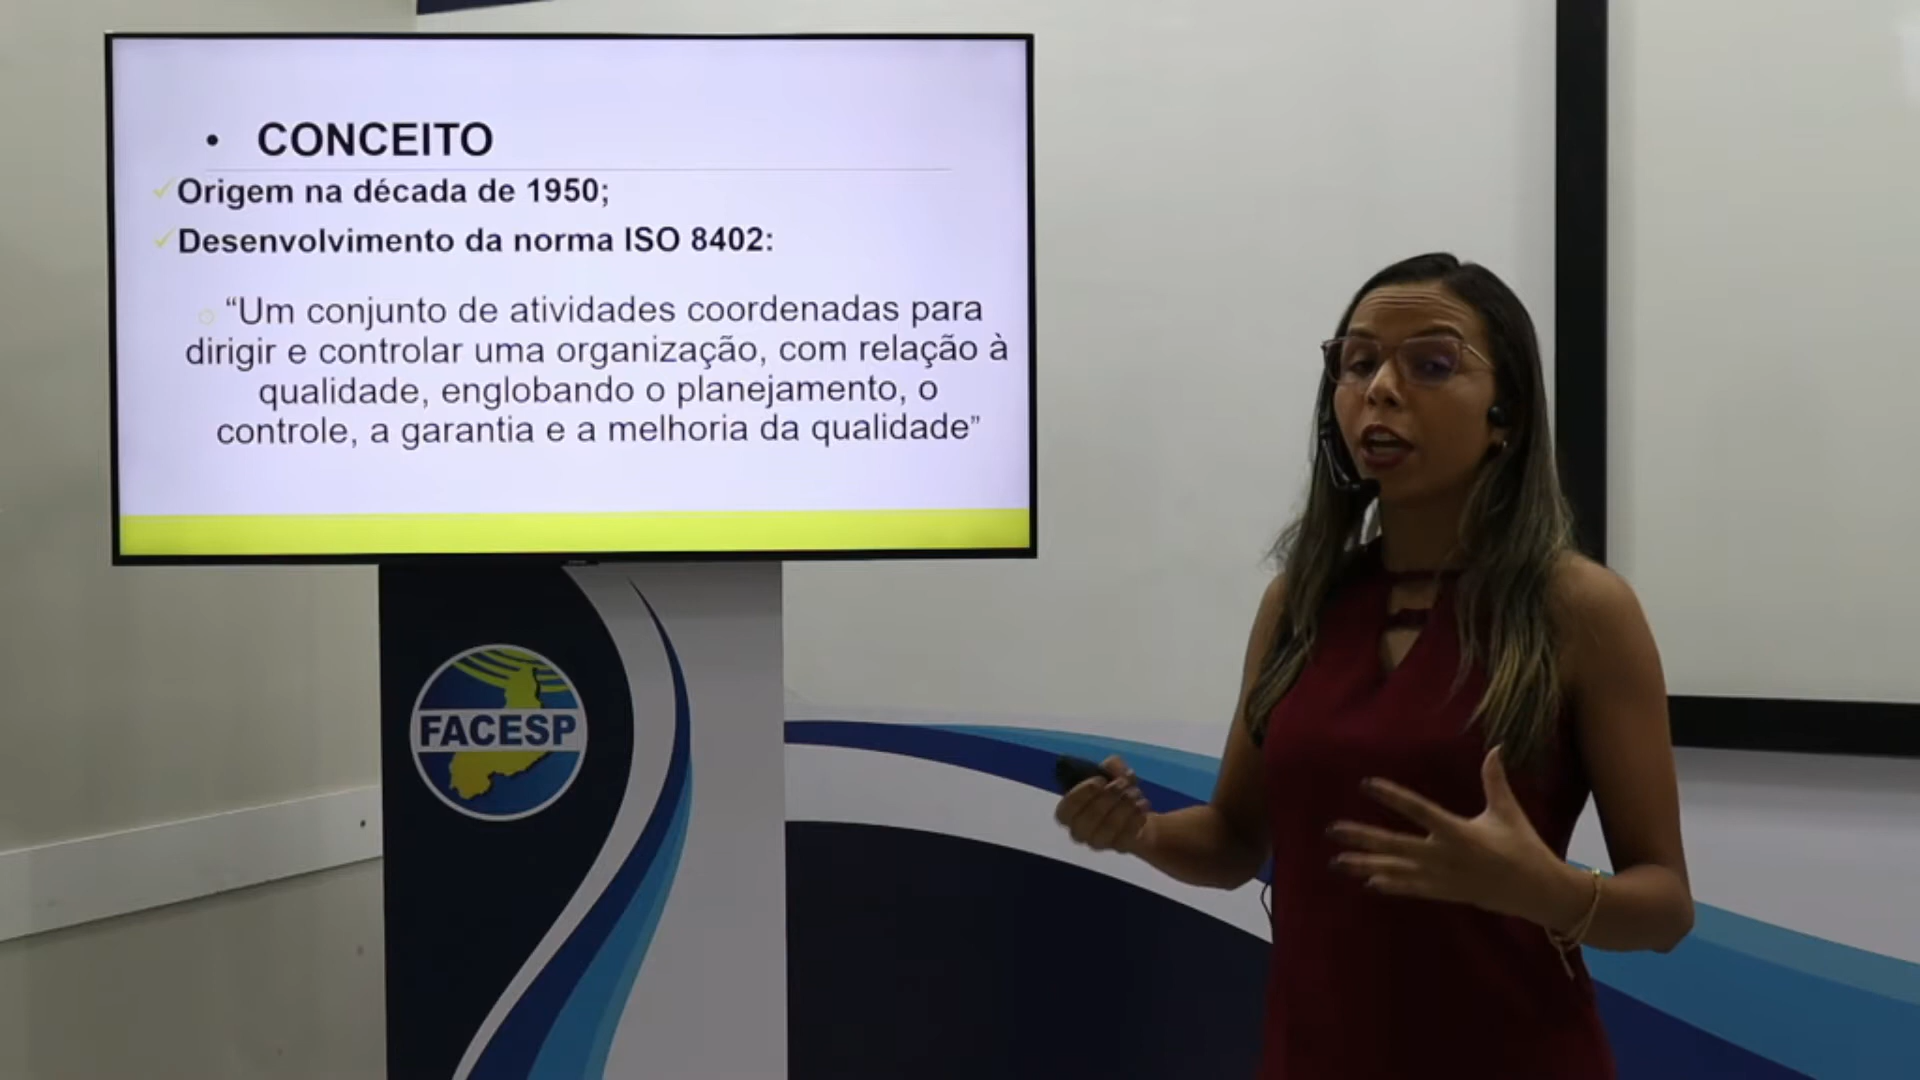 • CONCEITO
Origem na década de 1950;
Desenvolvimento da norma ISO 8402:
“Um conjunto de atividades coordenadas para
dirigir e controlar uma organização, com relação à
qualidade, englobando o planejamento, o
controle, a garantia e a melhoria da qualidade”
FACESP